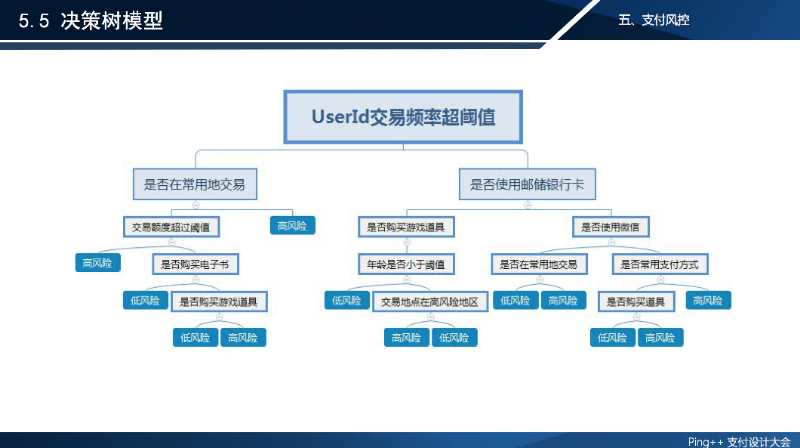 5.5 决策树模型
五、支付风控
UserId交易频率超阈值
是否在常用地交易
是否使用邮储银行卡
交易额度超过阈值
高风险
是否购买游戏道具
是否使用微信
高风险
是否购买电子书
年龄是否小于阈值
是否在常用地交易
是否常用支付方式
低风险
是否购买游戏道具
低风险
交易地点在高风险地区
低风险
高风险
是否购买道具
高风险
低风险
高风险
高风险
低风险
低风险
高风险
Ping++ 支付设计大会